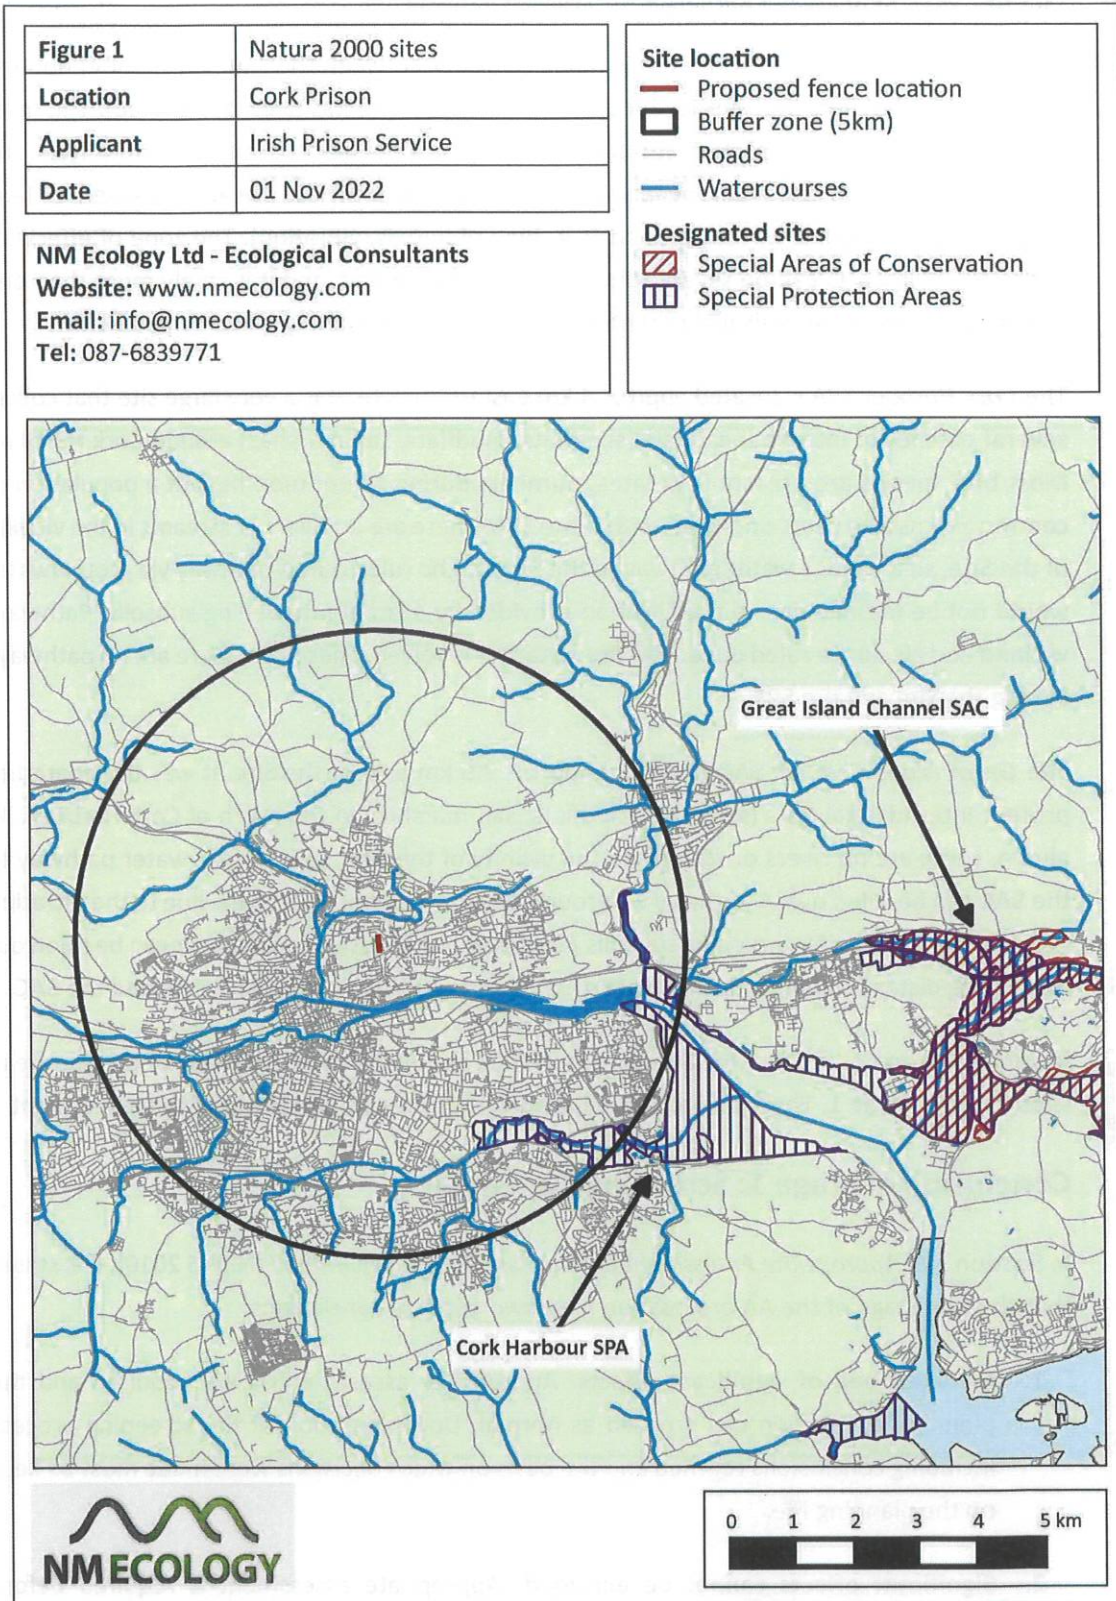 Figure 1 Natura 2000 sites
Location Cork Prison
Applicant Irish Prison Service
Date 01 Nov 2022
NM Ecology Ltd - Ecological Consultants
Website: www.nmecology.com
Email: info@nmecology.com
Tel: 087-6839771
Site location
Proposed fence location
Buffer zone (5km)
Roads
Watercourses
Designated sites
Special Areas of Conservation
Special Protection Areas
Great Island Channel SAC
Cork Harbour SPA
NMECOLOGY
0 1 2 3 4 5 km